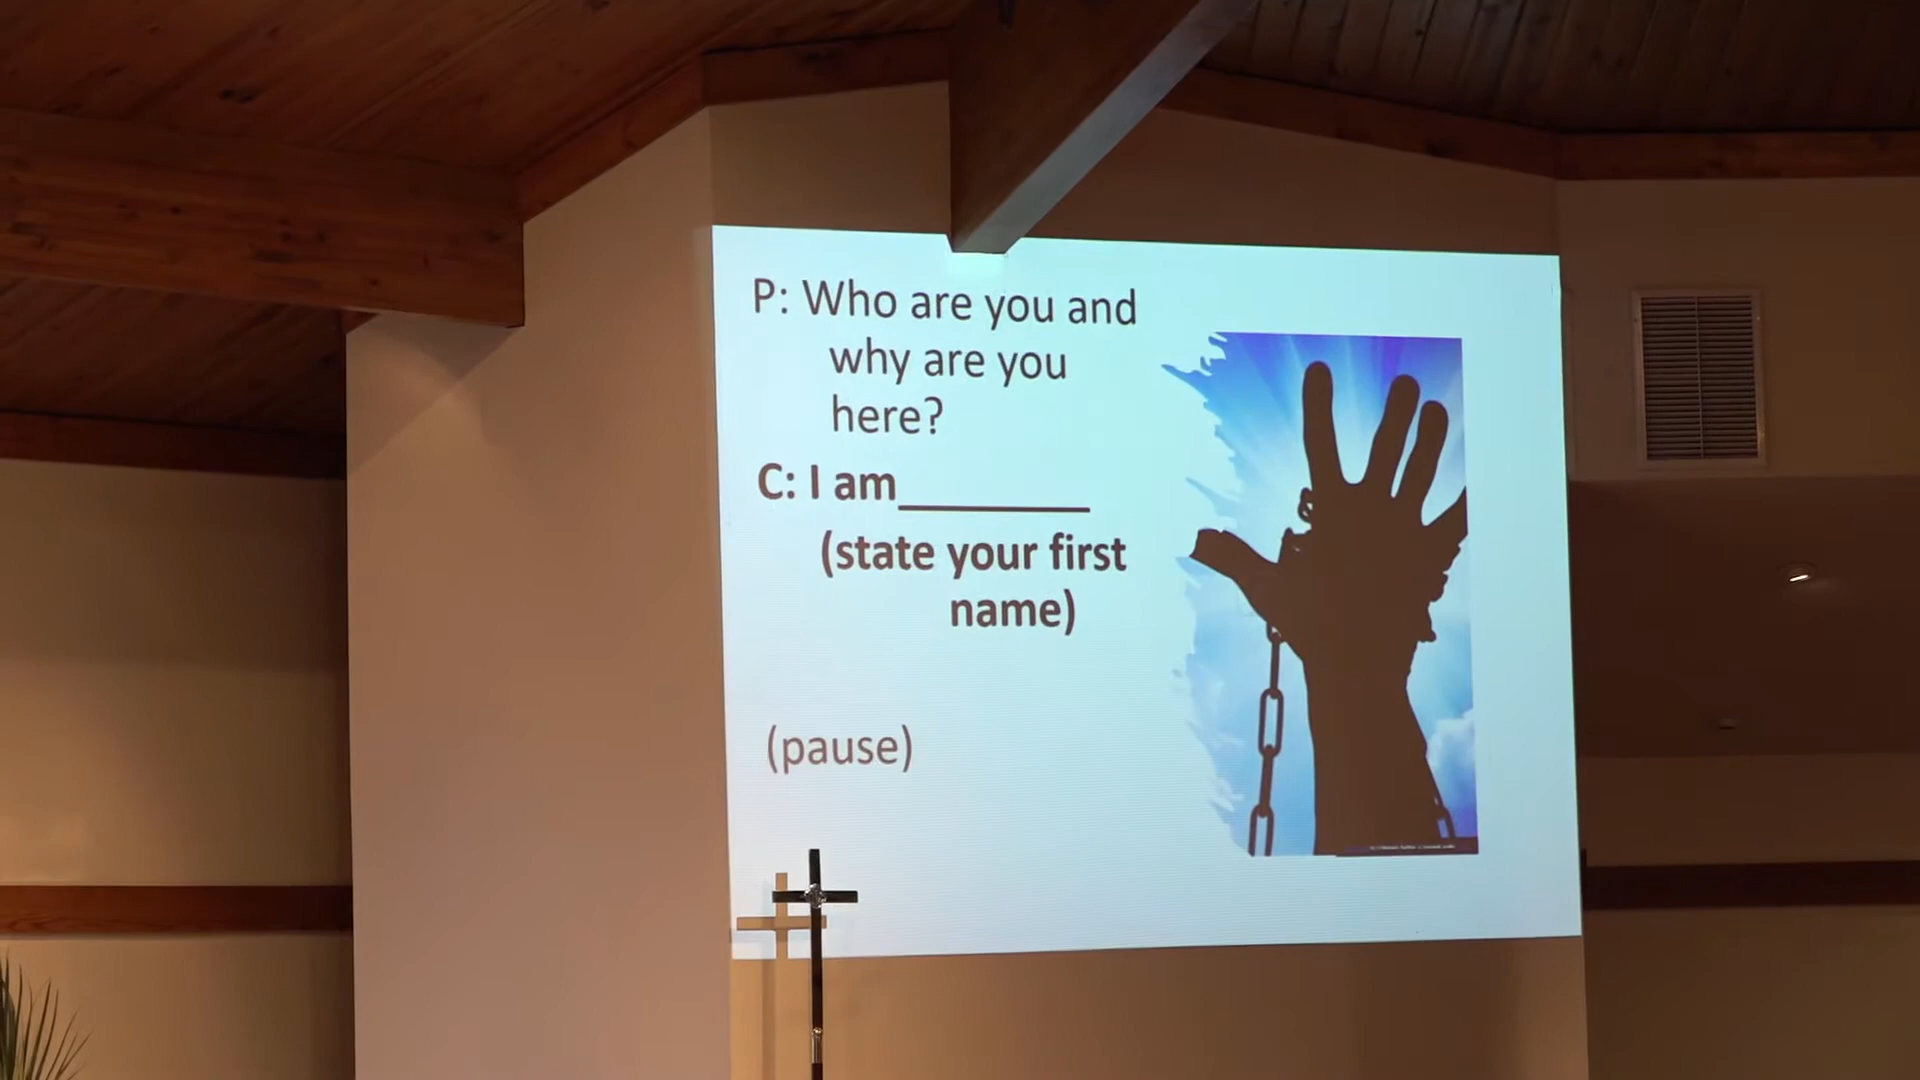 P: Who are you and
why are you
here?
C: I am________
(state your first
name)
(pause)